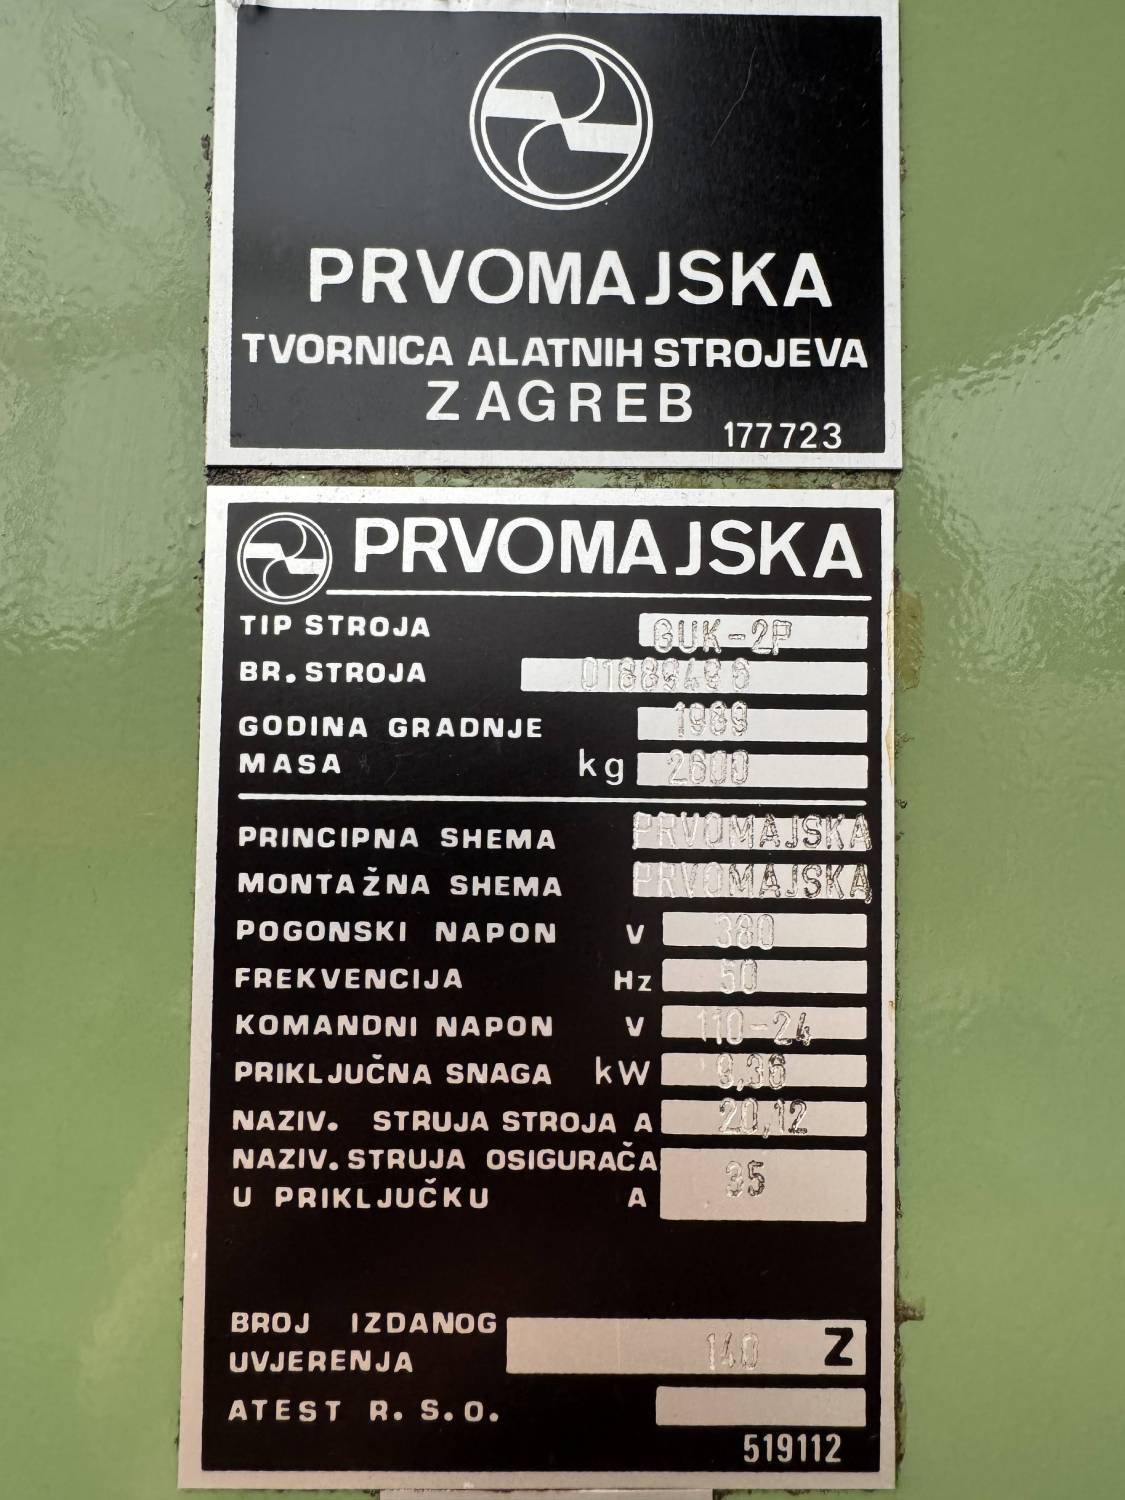 PRVOMAJSKA
TVORNICA ALATNIH STROJEVA
ZAGREB
177723
PRVOMAJSKA
TIP STROJA GUK-2P
BR. STROJA
GODINA GRADNJE 1989
MASA kg 2600
PRINCIPNA SHEMA PRVOMAJSKA
MONTAŽNA SHEMA PRVOMAJSKA
POGONSKI NAPON V 380
FREKVENCIJA Hz 50
KOMANDNI NAPON V 110-24
PRIKLJUČNA SNAGA kW
NAZIV. STRUJA STROJA A 20,12
NAZIV. STRUJA OSIGURAČA
U PRIKLJUČKU A 35
BROJ IZDANOG
UVJERENJA 140 Z
ATEST R. S. O.
519112